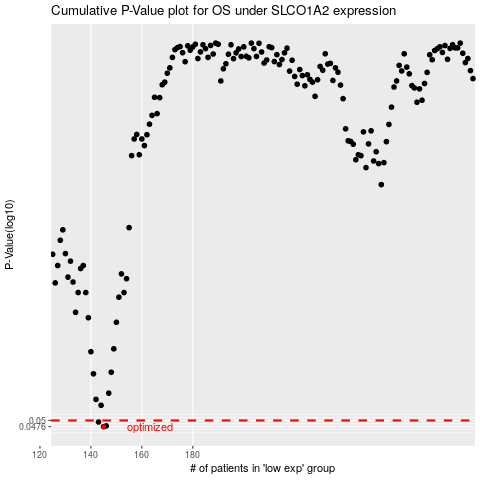 Cumulative P-Value plot for OS under SLCO1A2 expression
P-Value(log10)
0.05
0.0476
optimized
120 140 160 180
# of patients in 'low exp' group